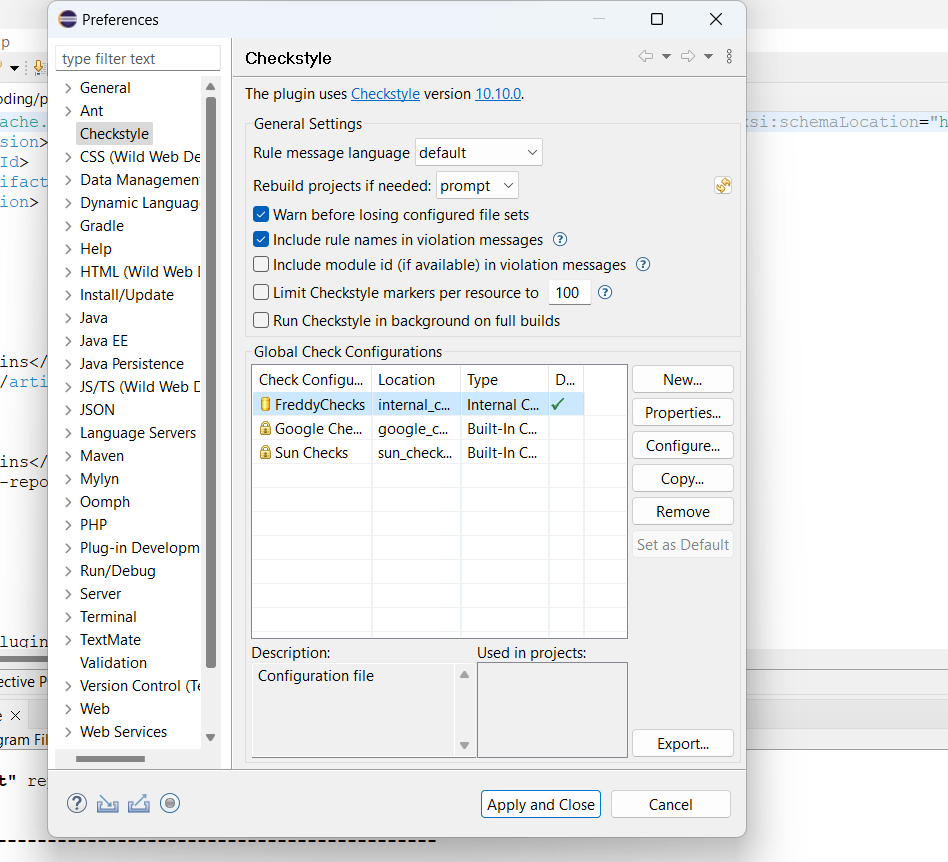 Preferences
type filter text
General
Ant
Checkstyle
CSS (Wild Web De
Data Managemen
Dynamic Languag
Gradle
Help
HTML (Wild Web
Install/Update
Java
Java EE
Java Persistence
JS/TS (Wild Web D
JSON
Language Servers
Maven
Mylyn
Oomph
PHP
Plug-in Developm
Run/Debug
Server
Terminal
TextMate
Validation
Version Control (Te
Web
Web Services
Checkstyle
The plugin uses Checkstyle version 10.10.0.
General Settings
Rule message language default
Rebuild projects if needed: prompt
Warn before losing configured file sets
Include rule names in violation messages
Include module id (if available) in violation messages
Limit Checkstyle markers per resource to 100
Run Checkstyle in background on full builds
Global Check Configurations
Check Configu... Location Type D...
FreddyChecks internal_c... Internal C...
Google Che... google_c... Built-In C...
Sun Checks sun_check... Built-In C...
New...
Properties...
Configure...
Copy...
Remove
Set as Default
Description:
Configuration file
Used in projects:
Export...
Apply and Close
Cancel
p
oding/p
ache.
si:schemaLocation="h
sion>
Id>
ifact
ion>
ins</
/arti
ins</
-repo
lugin
ective P
e
gram Fil
t" re